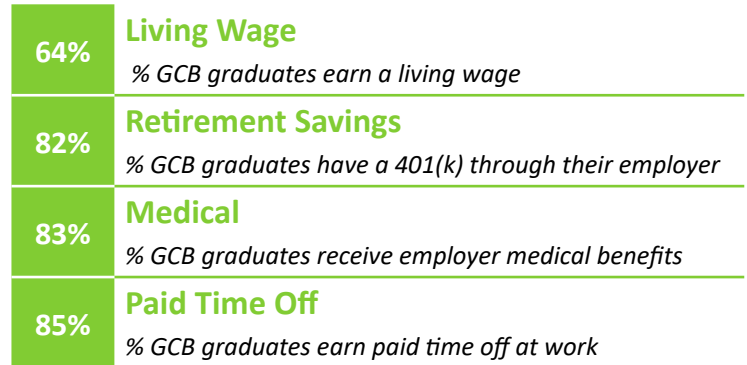 64%
Living Wage
% GCB graduates earn a living wage
82%
Retirement Savings
% GCB graduates have a 401(k) through their employer
83%
Medical
% GCB graduates receive employer medical benefits
85%
Paid Time Off
% GCB graduates earn paid time off at work